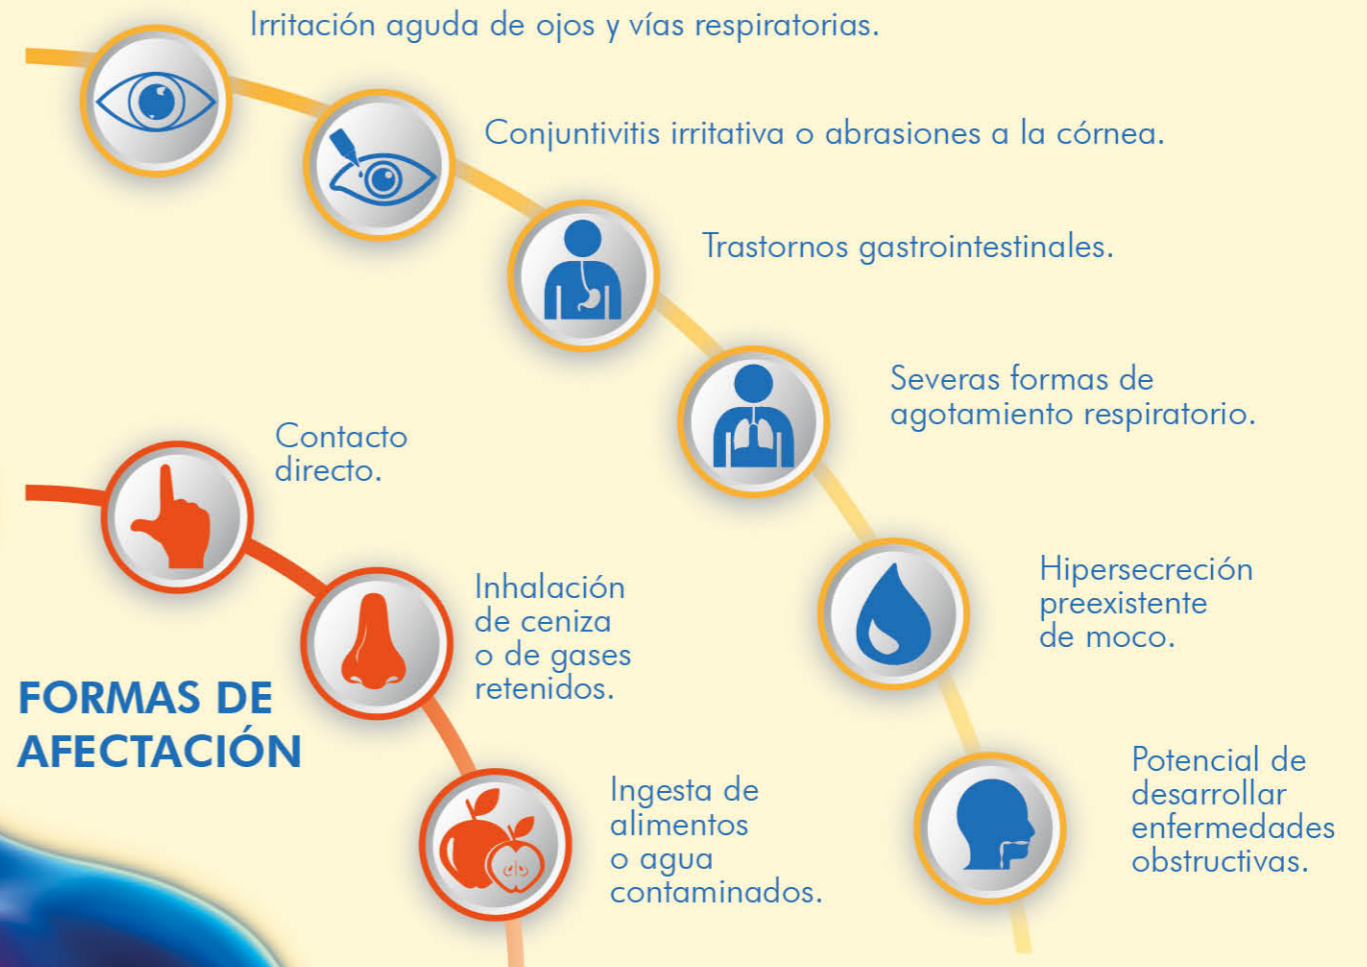 Irritación aguda de ojos y vías respiratorias.
Conjuntivitis irritativa o abrasiones a la córnea.
Trastornos gastrointestinales.
Severas formas de
agotamiento respiratorio.
Hipersecreción
preexistente
de moco.
Potencial de
desarrollar
enfermedades
obstructivas.
FORMAS DE
AFECTACIÓN
Contacto
directo.
Inhalación
de ceniza
o de gases
retenidos.
Ingesta de
alimentos
o agua
contaminados.